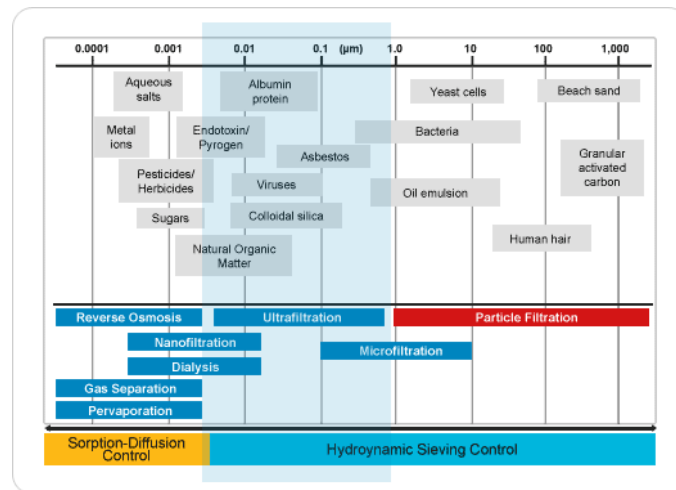 0.0001 0.001 0.01 0.1 (µm) 1.0 10 100 1,000
Aqueous
salts
Albumin
protein
Yeast cells
Beach sand
Metal
ions
Endotoxin/
Pyrogen
Bacteria
Asbestos
Granular
activated
carbon
Pesticides/
Herbicides
Viruses
Oil emulsion
Sugars
Colloidal silica
Human hair
Natural Organic
Matter
Reverse Osmosis
Ultrafiltration
Particle Filtration
Nanofiltration
Microfiltration
Dialysis
Gas Separation
Pervaporation
Sorption-Diffusion
Control
Hydroynamic Sieving Control